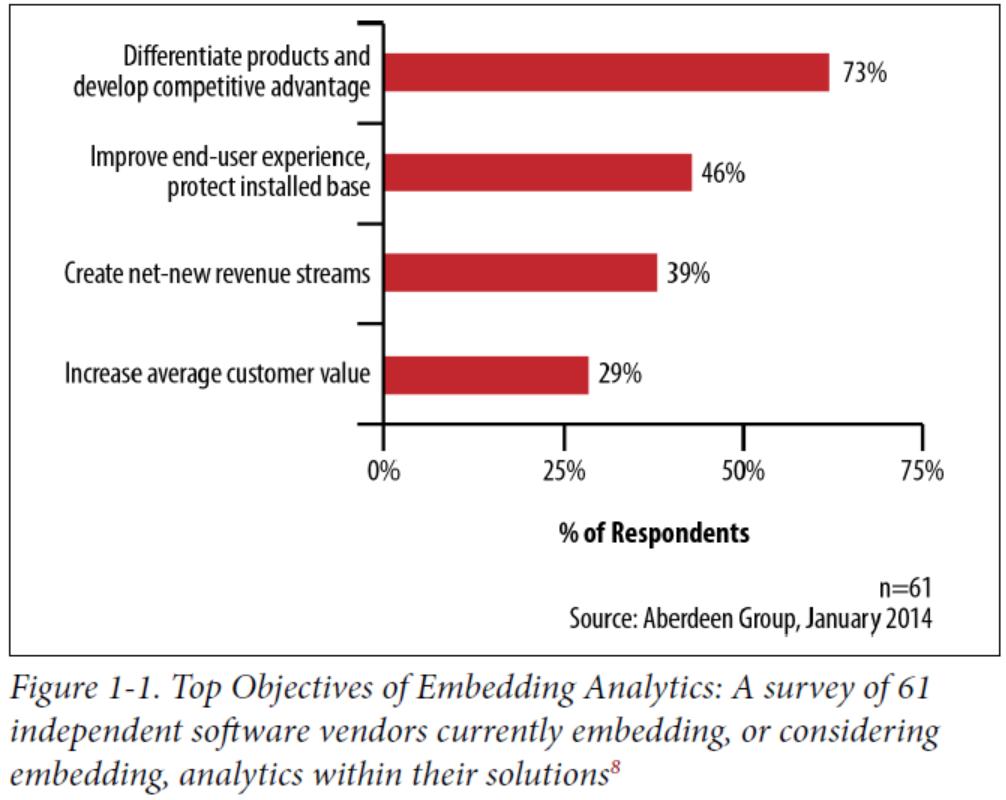 Differentiate products and
develop competitive advantage
73%
Improve end-user experience,
protect installed base
46%
Create net-new revenue streams
39%
Increase average customer value
29%
0% 25% 50% 75%
% of Respondents
n=61
Source: Aberdeen Group, January 2014
Figure 1-1. Top Objectives of Embedding Analytics: A survey of 61
independent software vendors currently embedding, or considering
embedding, analytics within their solutions8